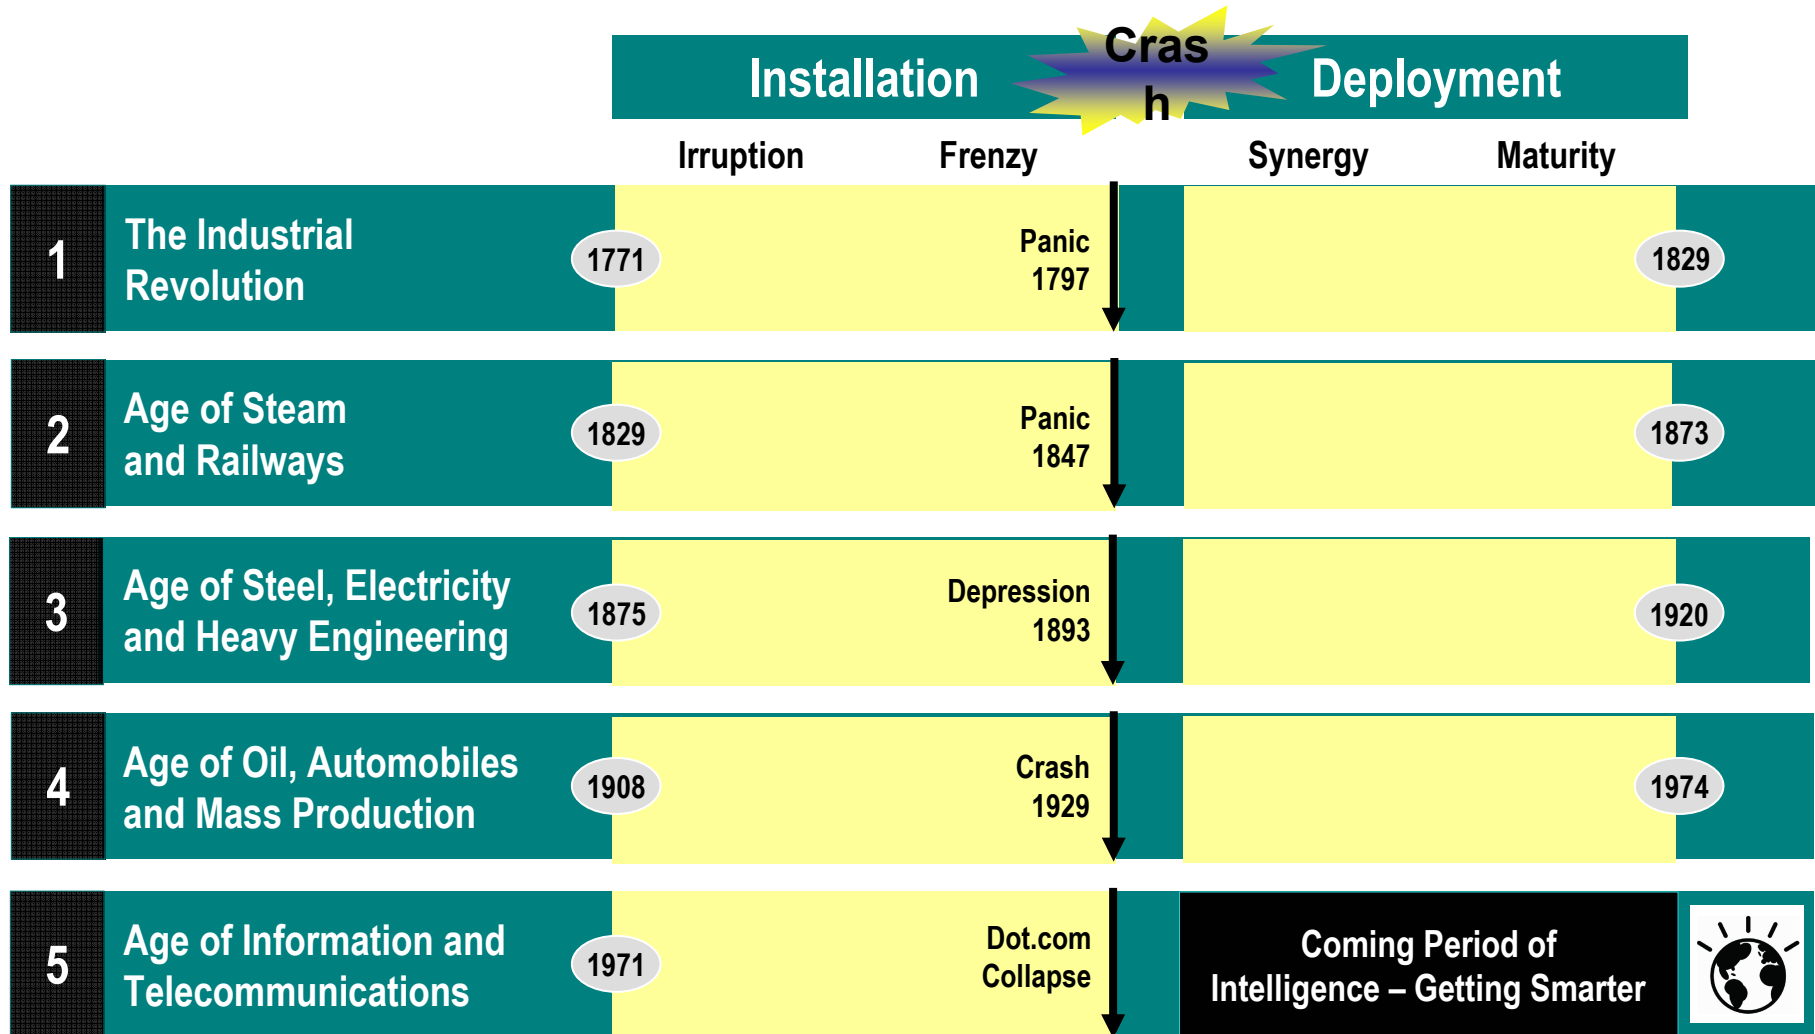 Installation
Cras
h
Deployment
Irruption
Frenzy
Synergy
Maturity
1
The Industrial
Revolution
1771
Panic
1797
1829
2
Age of Steam
and Railways
1829
Panic
1847
1873
3
Age of Steel, Electricity
and Heavy Engineering
1875
Depression
1893
1920
4
Age of Oil, Automobiles
and Mass Production
1908
Crash
1929
1974
5
Age of Information and
Telecommunications
1971
Dot.com
Collapse
Coming Period of
Intelligence – Getting Smarter